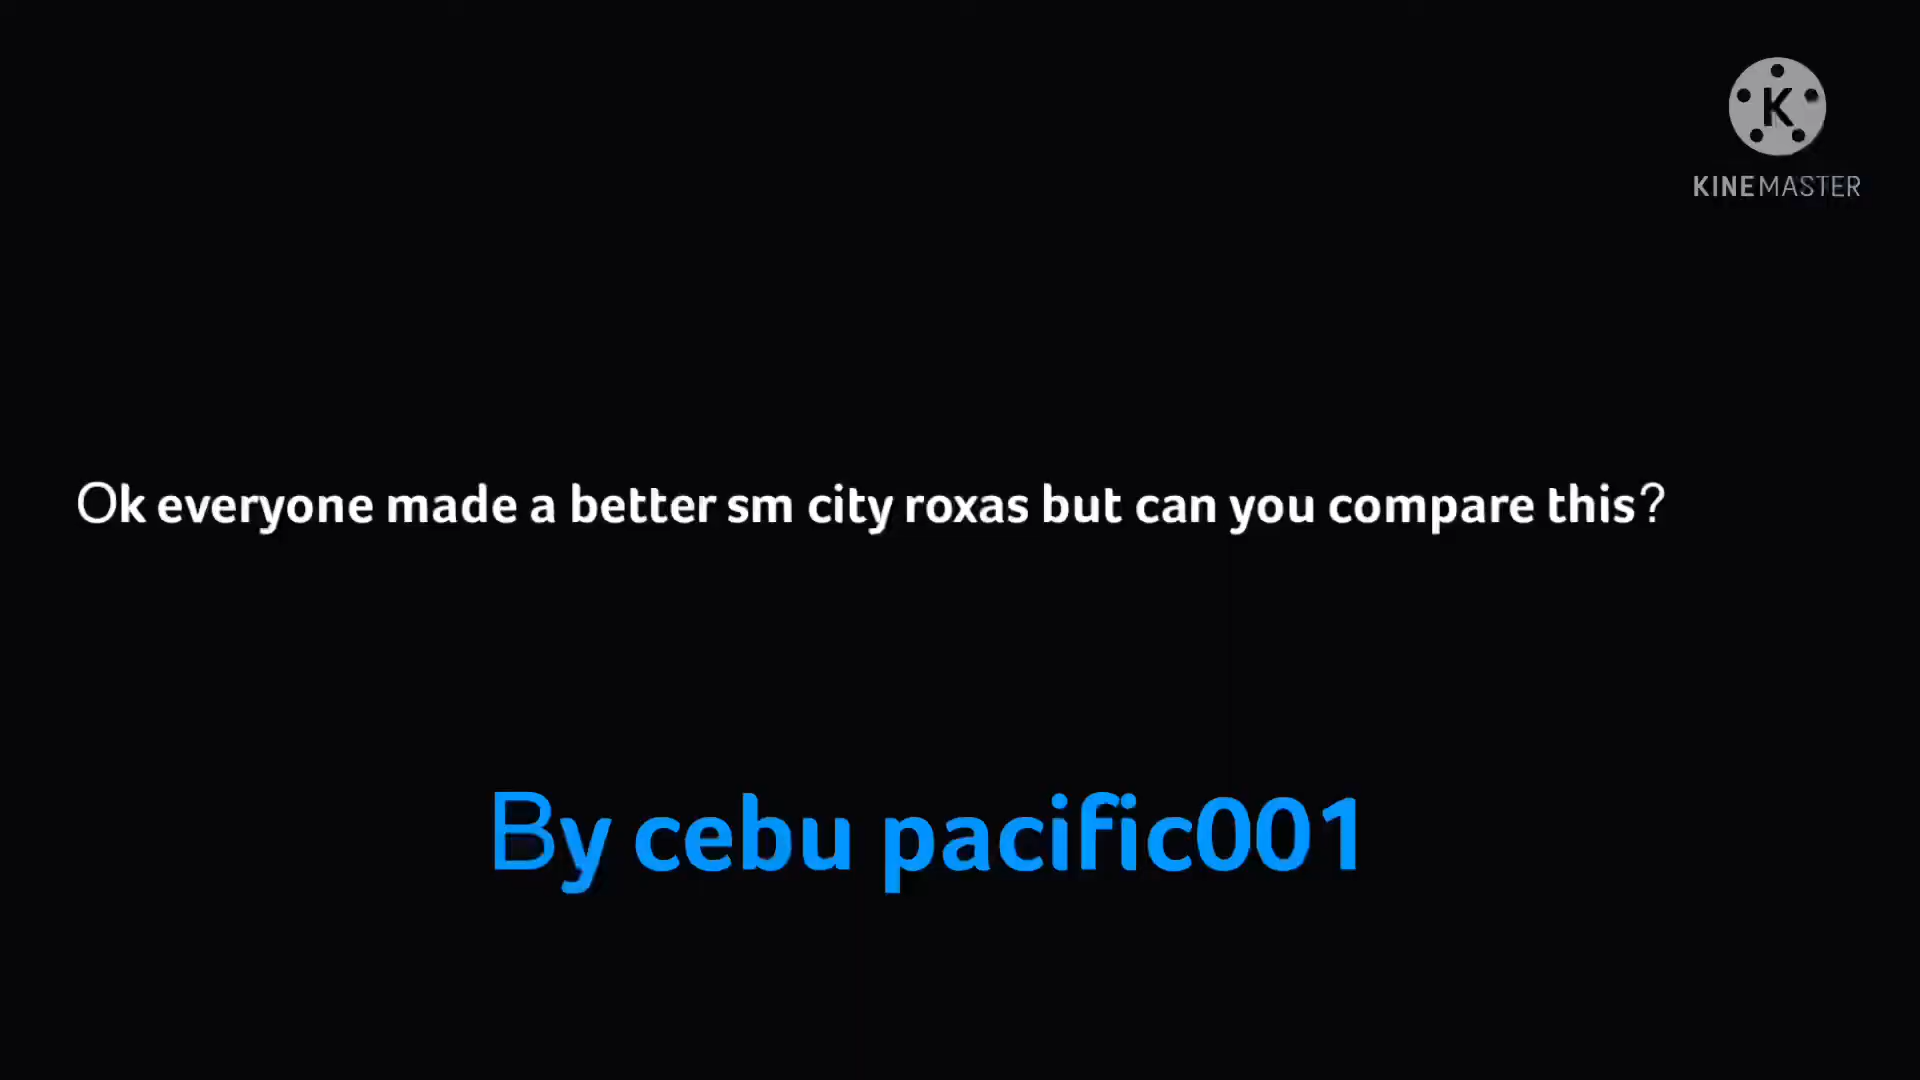 KINEMASTER
Ok everyone made a better sm city roxas but can you compare this?
By cebu pacific001